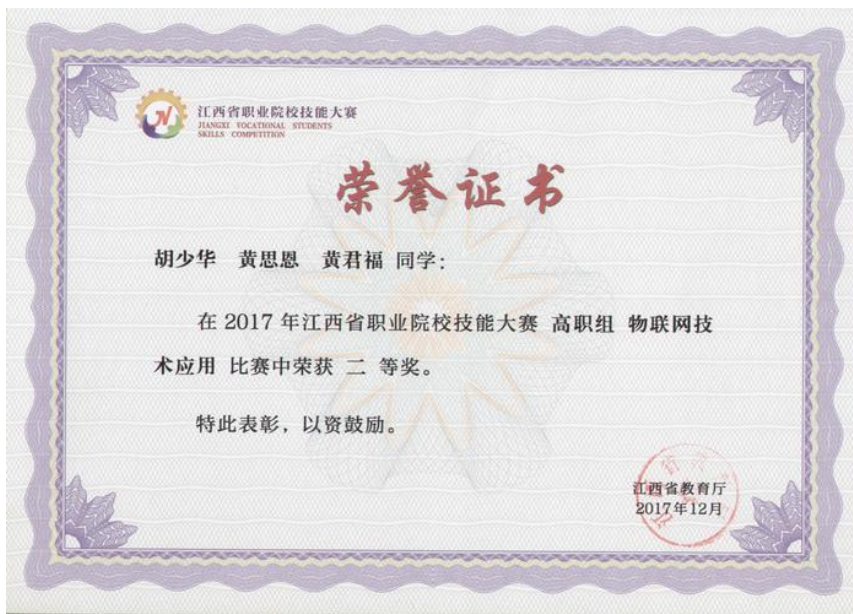 江西省职业院校技能大赛
JIANGXI VOCATIONAL STUDENTS
SKILLS COMPETITION
荣誉证书
胡少华 黄思恩 黄君福 同学：
在 2017 年江西省职业院校技能大赛 高职组 物联网技
术应用 比赛中荣获 二 等奖。
特此表彰，以资鼓励。
江西省教育厅
2017年12月